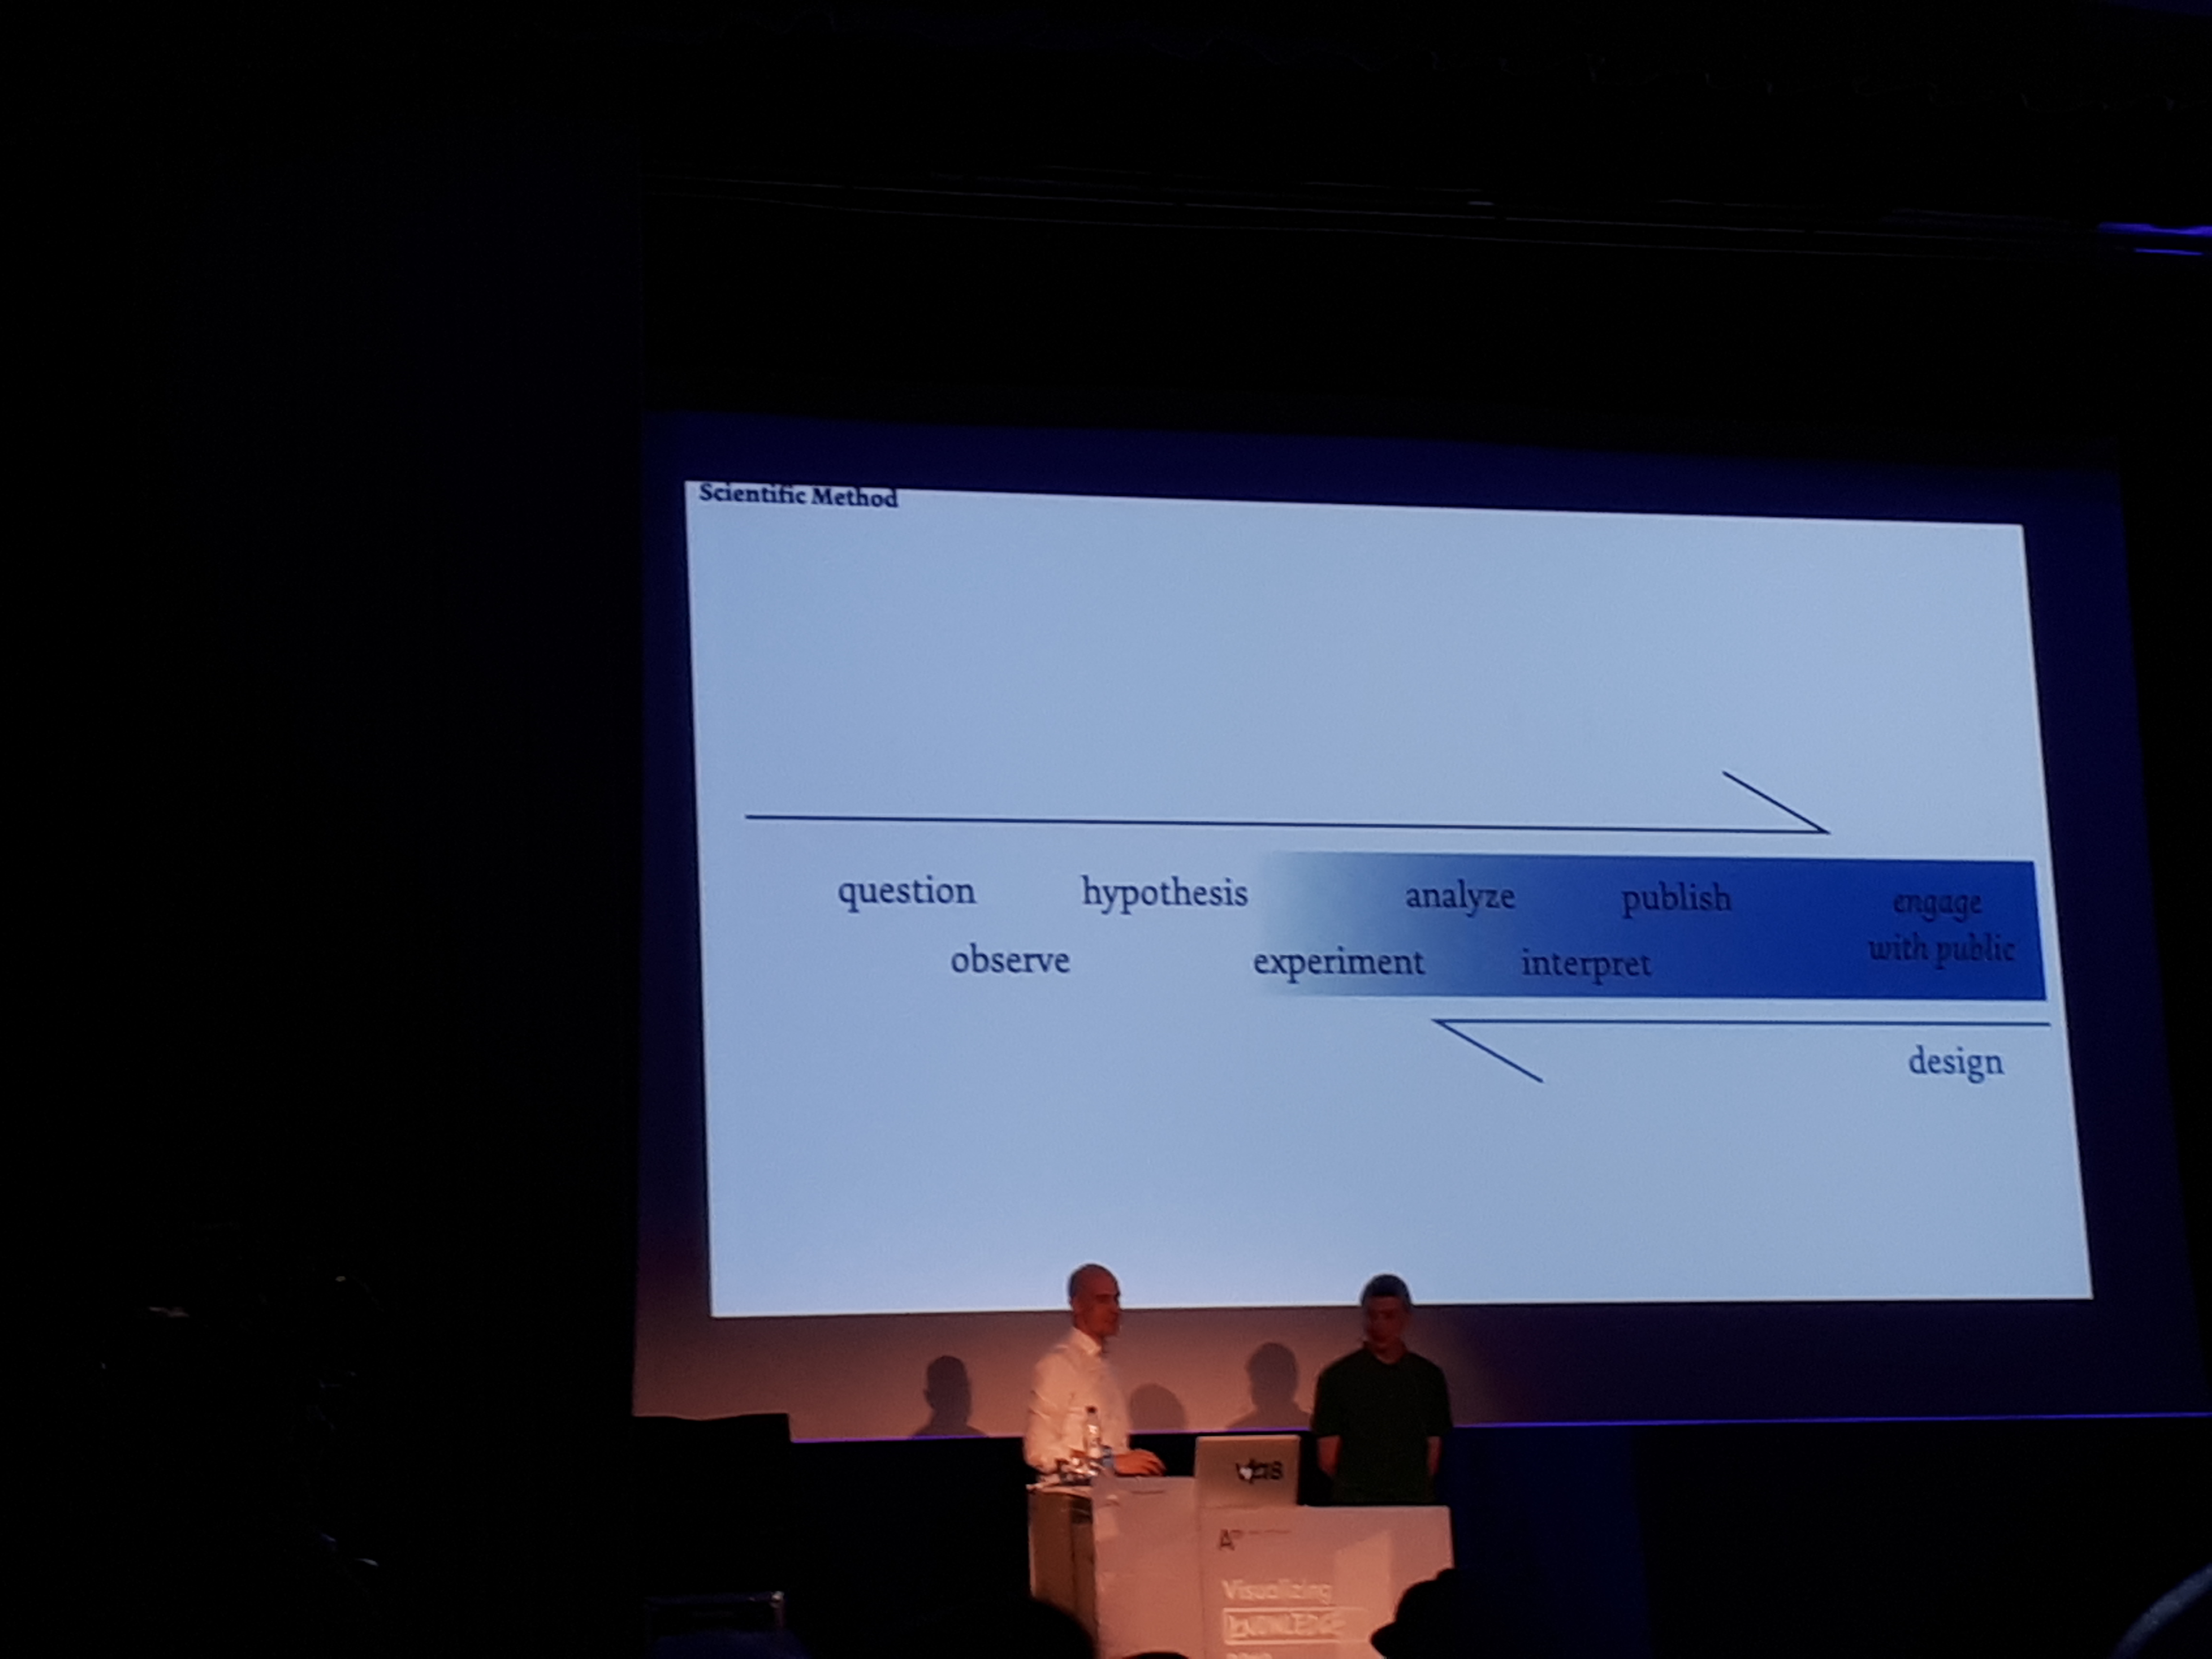 Scientific Method
question
hypothesis
analyze
publish
engage
with public
observe
experiment
interpret
design
Visualizing
KNOWLEDGE